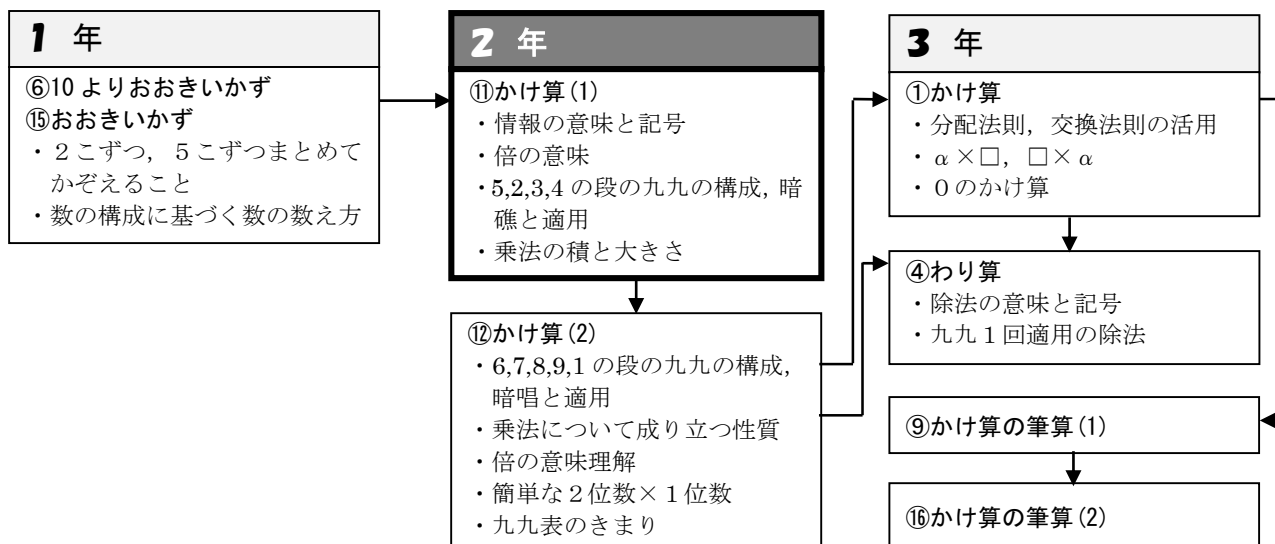 1 年
⑥10 よりおおきいかず
⑮おおきいかず
・２こずつ，５こずつまとめて
かぞえること
・数の構成に基づく数の数え方
2 年
⑪かけ算(1)
・情報の意味と記号
・倍の意味
・5,2,3,4 の段の九九の構成，暗
礁と適用
・乗法の積と大きさ
⑫かけ算(2)
・6,7,8,9,1 の段の九九の構成，
暗唱と適用
・乗法について成り立つ性質
・倍の意味理解
・簡単な２位数×１位数
・九九表のきまり
3 年
①かけ算
・分配法則，交換法則の活用
・α×□，□×α
・０のかけ算
④わり算
・除法の意味と記号
・九九１回適用の除法
⑨かけ算の筆算(1)
⑯かけ算の筆算(2)